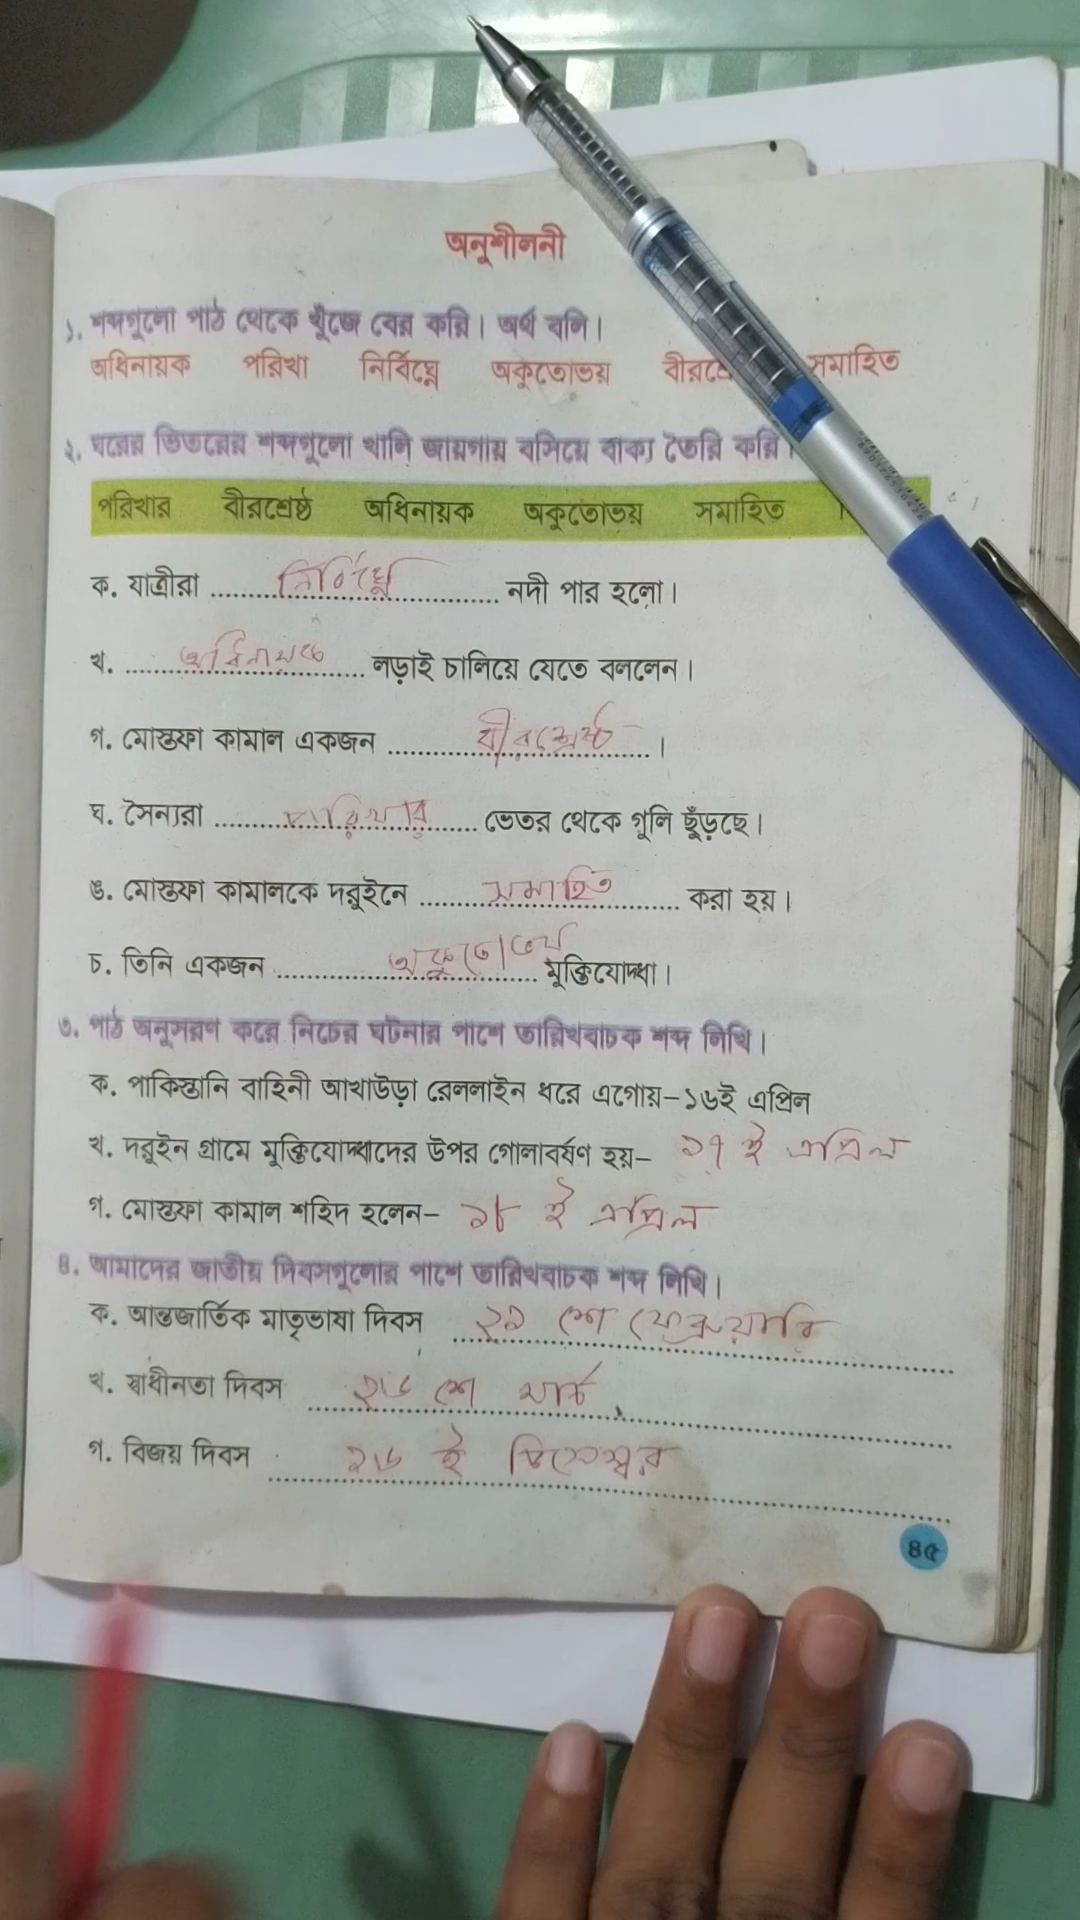 অনুশীলনী
১. শব্দগুলো পাঠ থেকে খুঁজে বের করি। অর্থ বলি।
অধিনায়ক পরিখা নির্বিঘ্নে অকুতোভয় সমাহিত
২. ঘরের ভিতরের শব্দগুলো খালি জায়গায় বসিয়ে বাক্য তৈরি করি।
পরিখার বীরশ্রেষ্ঠ অধিনায়ক অকুতোভয় সমাহিত
ক. যাত্রীরা নির্বিঘ্নে নদী পার হলো।
খ. অধিনায়ক লড়াই চালিয়ে যেতে বললেন।
গ. মোস্তফা কামাল একজন বীরশ্রেষ্ঠ।
ঘ. সৈন্যরা পরিখার ভেতর থেকে গুলি ছুঁড়ছে।
ঙ. মোস্তফা কামালকে দরুইনে সমাহিত করা হয়।
চ. তিনি একজন অকুতোভয় মুক্তিযোদ্ধা।
৩. পাঠ অনুসরণ করে নিচের ঘটনার পাশে তারিখবাচক শব্দ লিখি।
ক. পাকিস্তানি বাহিনী আখাউড়া রেললাইন ধরে এগোয়-১৬ই এপ্রিল
খ. দরুইন গ্রামে মুক্তিযোদ্ধাদের উপর গোলাবর্ষণ হয়- ১৭ ই এপ্রিল
গ. মোস্তফা কামাল শহিদ হলেন- ১৮ ই এপ্রিল
৪. আমাদের জাতীয় দিবসগুলোর পাশে তারিখবাচক শব্দ লিখি।
ক. আন্তজার্তিক মাতৃভাষা দিবস ২১ শে ফেব্রুয়ারি
খ. স্বাধীনতা দিবস ২৬ শে মার্চ
গ. বিজয় দিবস ১৬ ই ডিসেম্বর
৪৫